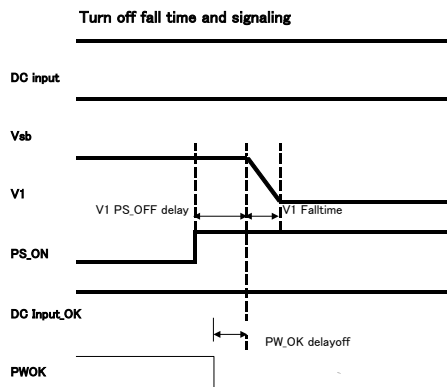 Turn off fall time and signaling
DC input
Vsb
V1
V1 PS_OFF delay
V1 Falltime
PS_ON
DC Input_OK
PW_OK delayoff
PWOK